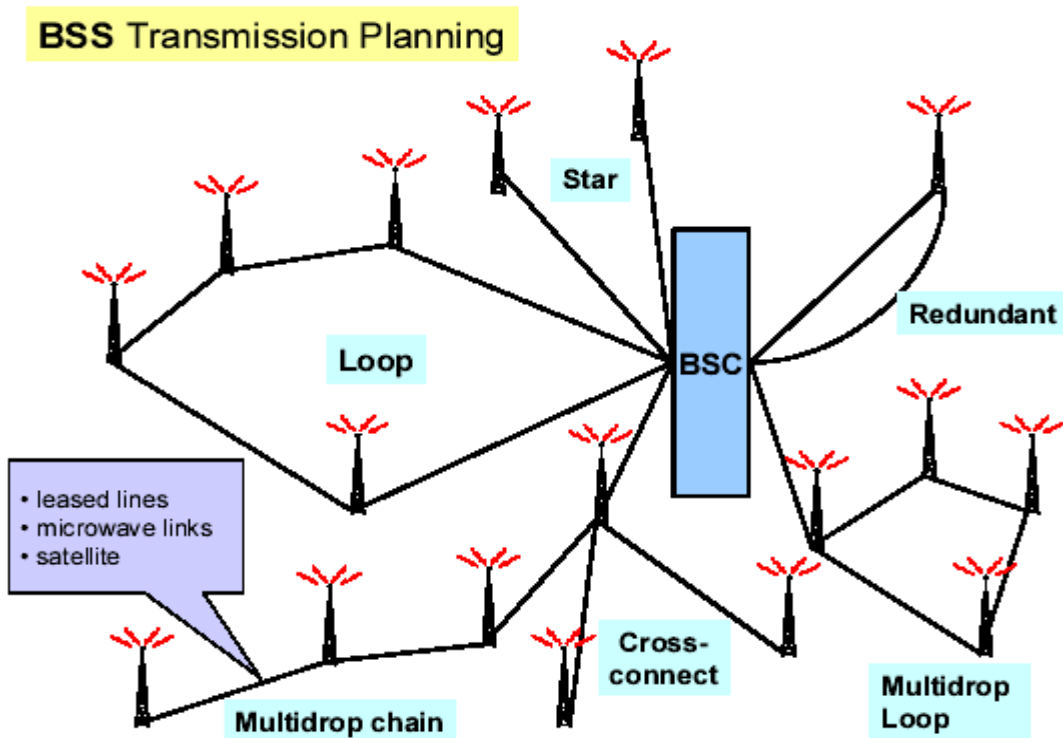 BSS Transmission Planning
Star
Redundant
Loop
BSC
• leased lines
• microwave links
• satellite
Cross-
connect
Multidrop
Loop
Multidrop chain